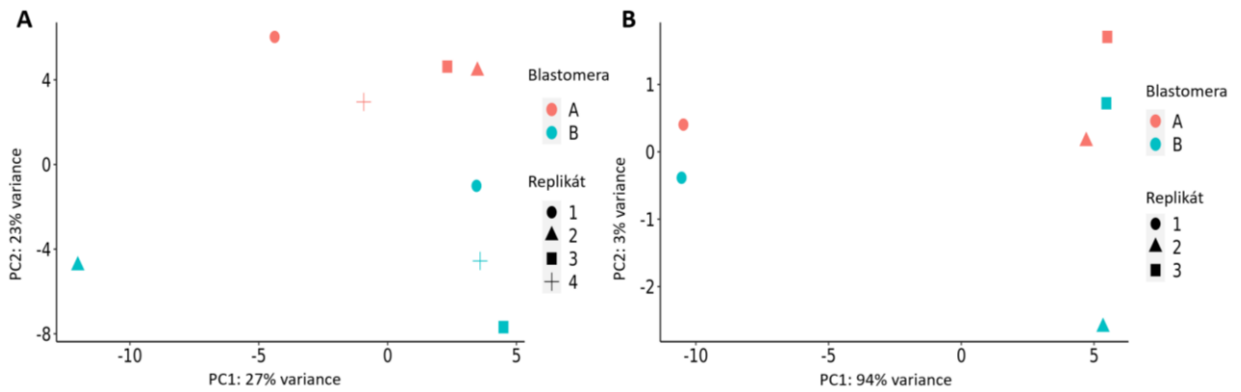 A
4
0
-4
-8
-10
-5
0
5
PC2: 23% variance
PC1: 27% variance
Blastomera
A
B
Replikát
1
2
3
4
B
1
0
-1
-2
-10
-5
0
5
PC2: 3% variance
PC1: 94% variance
Blastomera
A
B
Replikát
1
2
3